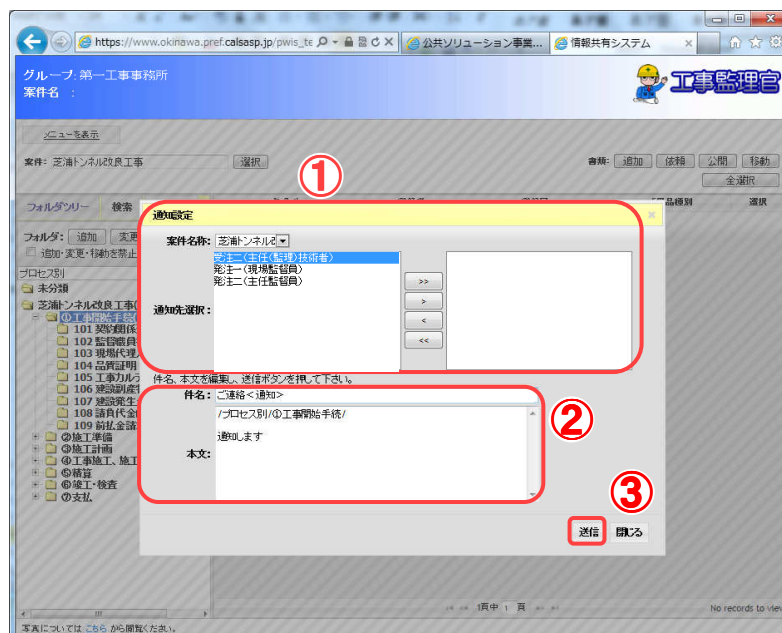 https://www.okinawa.pref.calsasp.jp/pwis_te
公共ソリューション事業...
情報共有システム
グループ: 第一工事事務所
案件名 :
工事監理官
メニューを表示
案件: 芝浦トンネル改良工事
選択
書類:
追加
依頼
公開
移動
全選択
①
フォルダツリー
検索
種別
選択
フォルダ:
追加
変更
追加・変更・移動を禁止
プロセス別
未分類
芝浦トンネル改良工事(
①工事開始手続(
101 契約関係
102 監督職員
103 現場代理人
104 品質証明
105 工事カルテ
106 建設副産物
107 建設発生
108 請負代金
109 前払金請
②施工準備
③施工計画
④工事施工、施工
⑤精算
⑥竣工・検査
⑦支払
通知設定
案件名称:
芝浦トンネルさ
通知先選択:
受注二(主任(監理)技術者)
発注一(現場監督員)
発注二(主任監督員)
>>
>
<
<<
件名、本文を編集し、送信ボタンを押して下さい。
件名:
ご連絡<通知>
本文:
/プロセス別/①工事開始手続/
通知します
②
③
送信
閉じる
1頁中 1 頁
No records to view
写真については こちら から閲覧ください。